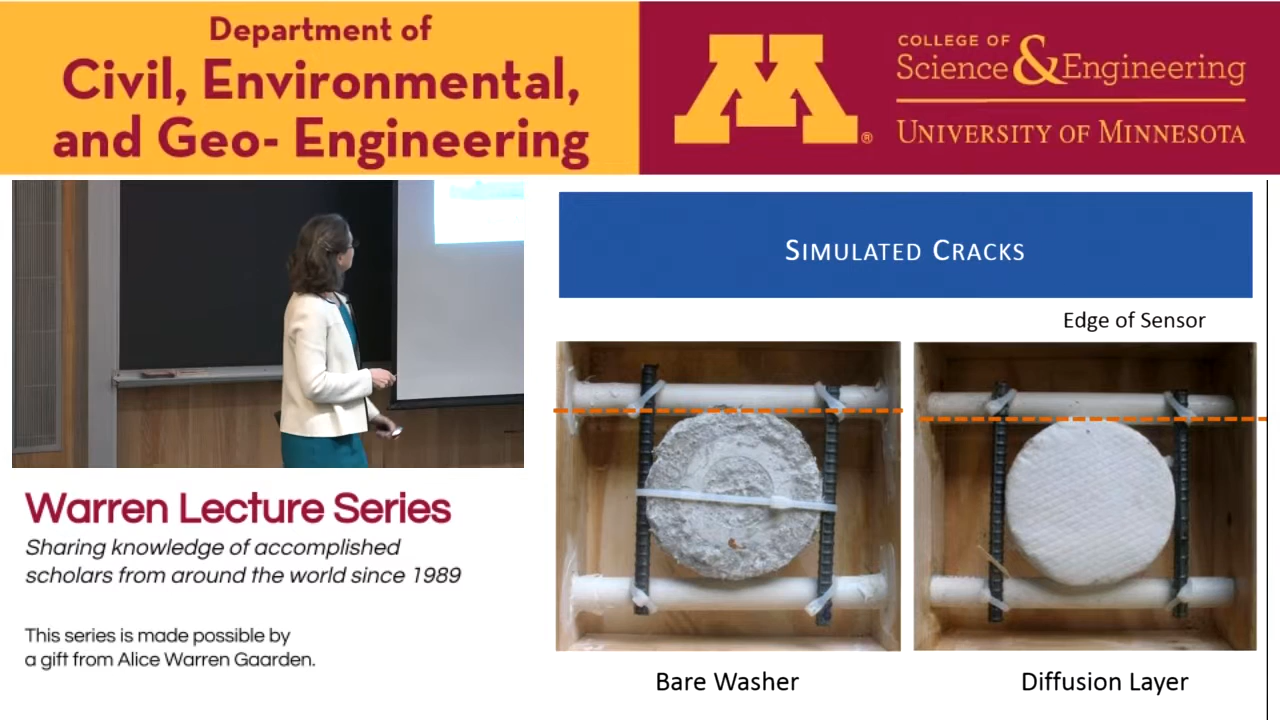 Department of
Civil, Environmental,
and Geo- Engineering
M®
COLLEGE OF
Science & Engineering
UNIVERSITY OF MINNESOTA
SIMULATED CRACKS
Edge of Sensor
Bare Washer
Diffusion Layer
Warren Lecture Series
Sharing knowledge of accomplished
scholars from around the world since 1989
This series is made possible by
a gift from Alice Warren Gaarden.